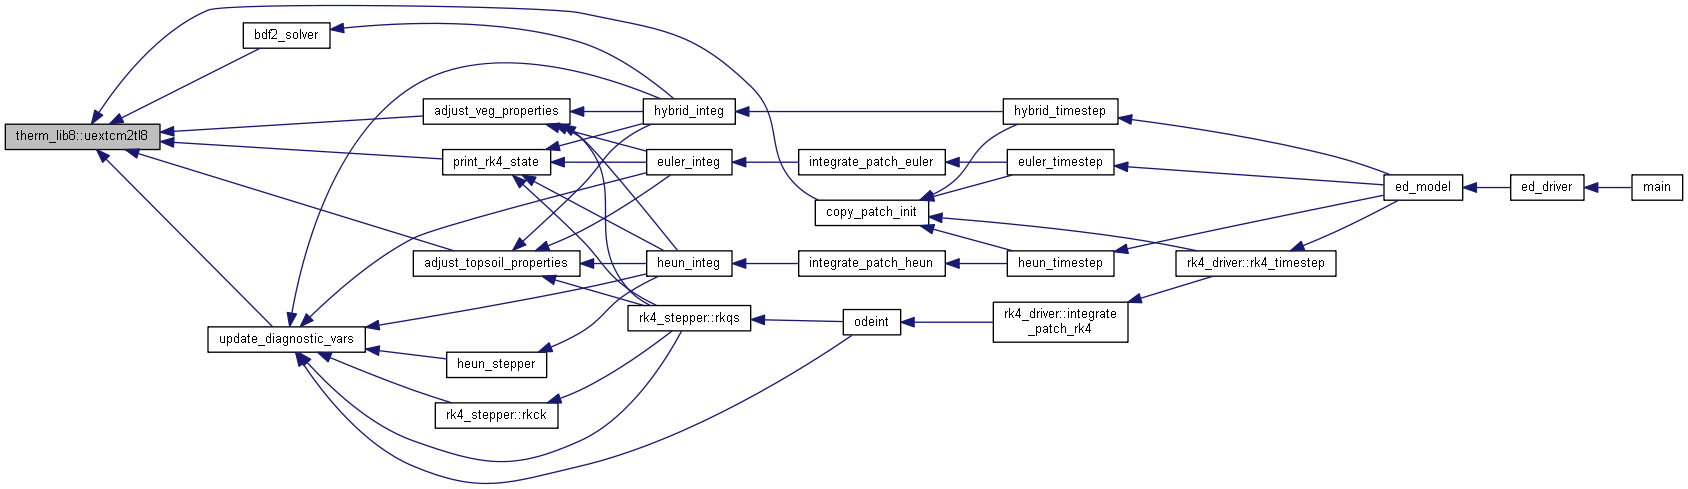 bdf2_solver
adjust_veg_properties
hybrid_integ
hybrid_timestep
therm_lib8::uextcm2tl8
print_rk4_state
euler_integ
integrate_patch_euler
euler_timestep
ed_model
ed_driver
main
copy_patch_init
adjust_topsoil_properties
heun_integ
integrate_patch_heun
heun_timestep
rk4_driver::rk4_timestep
rk4_stepper::rkqs
odeint
rk4_driver::integrate
_patch_rk4
update_diagnostic_vars
heun_stepper
rk4_stepper::rkck